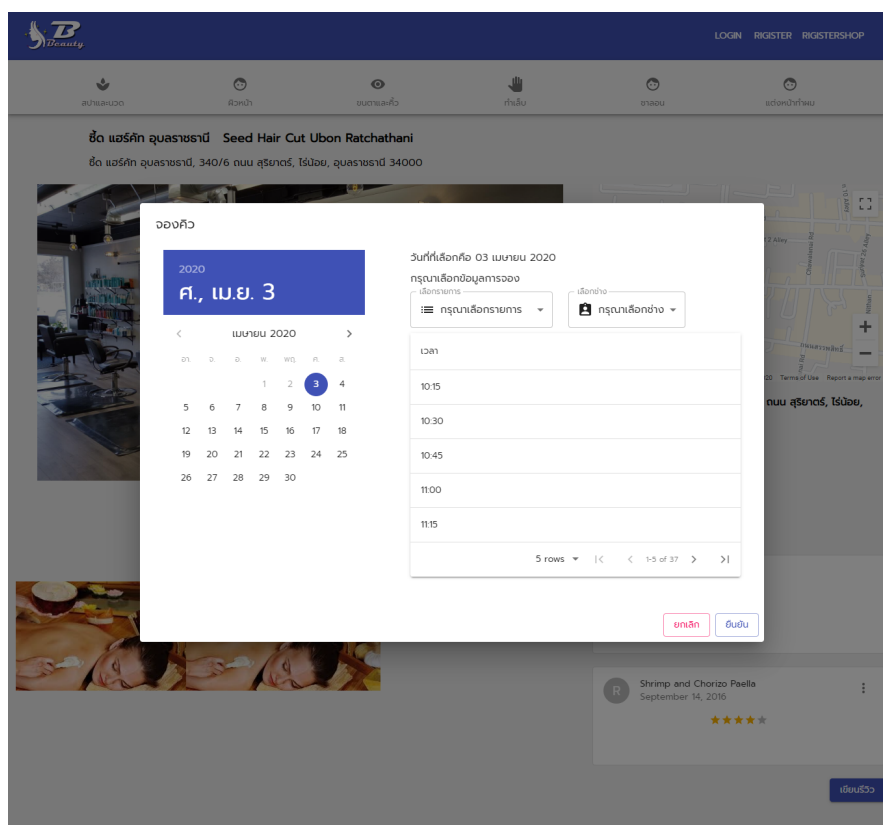 B
Beauty
LOGIN RIGISTER RIGISTERSHOP
สปาและนวด ผิวหน้า ขนตาและคิ้ว ทำเล็บ อาลอน แต่งหน้าทำผม
ซี้ด แฮร์คัท อุบลราชธานี Seed Hair Cut Ubon Ratchathani
ซี้ด แฮร์คัท อุบลราชธานี, 340/6 ถนน สุริยาตร์, ไร่น้อย, อุบลราชธานี 34000
จองคิว
2020
ศ., เม.ย. 3
เมษายน 2020
อา. จ. อ. พ. พฤ. ศ. ส.
1 2 3 4
5 6 7 8 9 10 11
12 13 14 15 16 17 18
19 20 21 22 23 24 25
26 27 28 29 30
วันที่ที่เลือกคือ 03 เมษายน 2020
กรุณาเลือกข้อมูลการจอง
เลือกรายการ
กรุณาเลือกรายการ
เลือกช่าง
กรุณาเลือกช่าง
เวลา
10:15
10:30
10:45
11:00
11:15
5 rows 1-5 of 37
ยกเลิก ยืนยัน
Terms of Use Report a map error
ถนน สุริยาตร์, ไร่น้อย,
R
Shrimp and Chorizo Paella
September 14, 2016
เขียนรีวิว